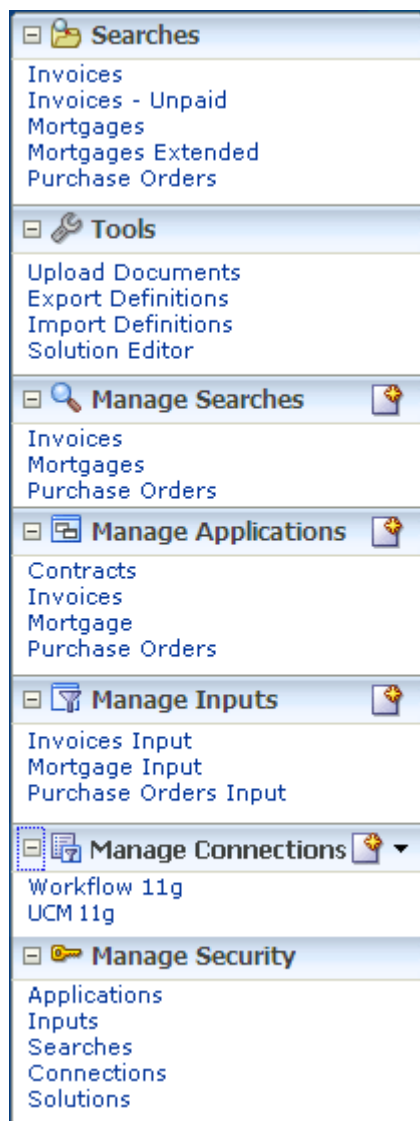 Searches
Invoices
Invoices - Unpaid
Mortgages
Mortgages Extended
Purchase Orders
Tools
Upload Documents
Export Definitions
Import Definitions
Solution Editor
Manage Searches
Invoices
Mortgages
Purchase Orders
Manage Applications
Contracts
Invoices
Mortgage
Purchase Orders
Manage Inputs
Invoices Input
Mortgage Input
Purchase Orders Input
Manage Connections
Workflow 11g
UCM 11g
Manage Security
Applications
Inputs
Searches
Connections
Solutions